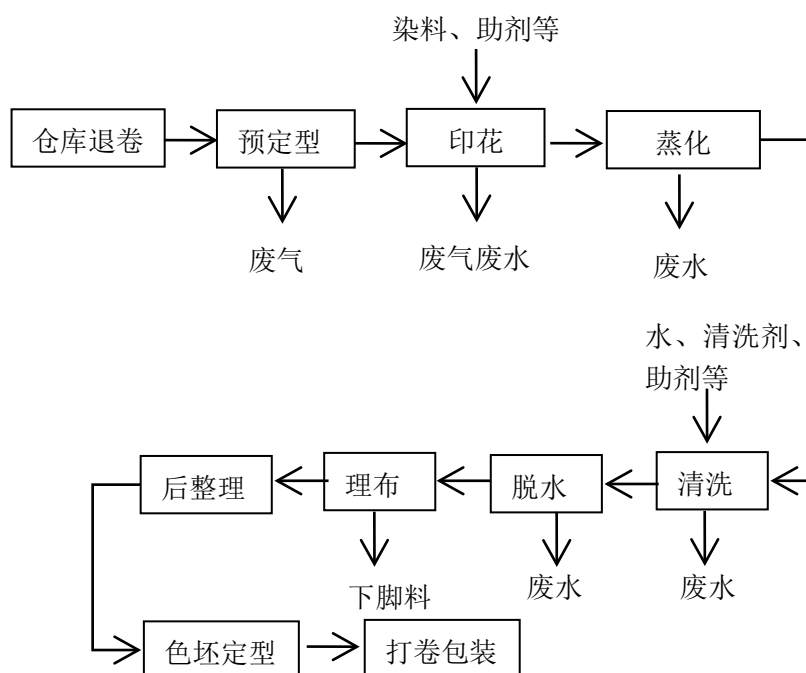 染料、助剂等
仓库退卷
预定型
印花
蒸化
废气
废气废水
废水
水、清洗剂、
助剂等
后整理
理布
脱水
清洗
下脚料
废水
废水
色坯定型
打卷包装